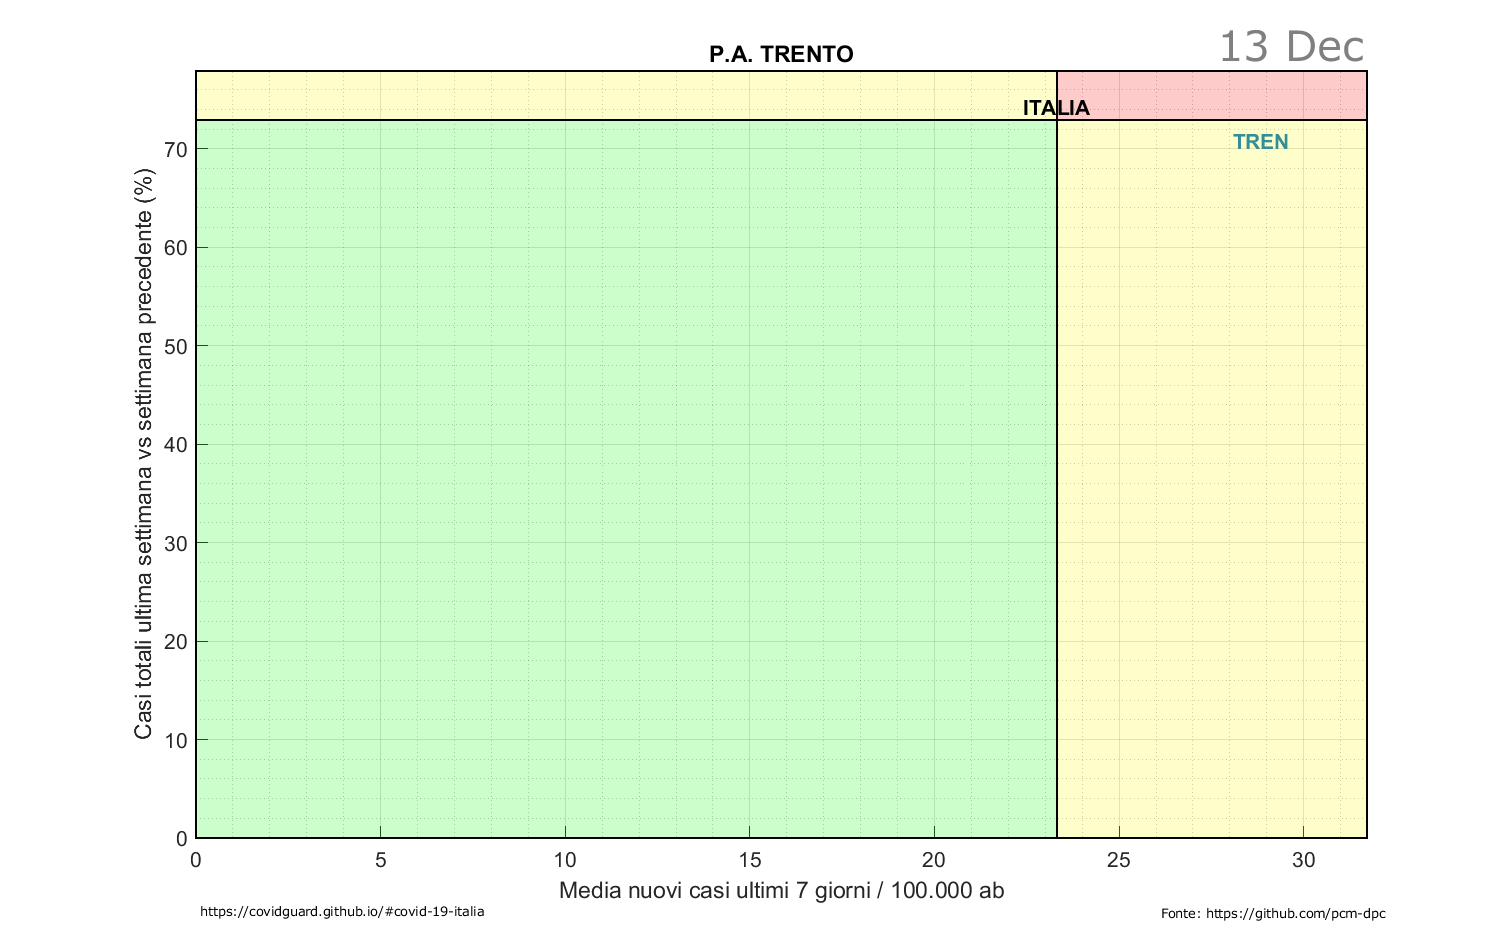 13 Dec
P.A. TRENTO
ITALIA
TREN
70
60
50
40
30
20
10
0
Casi totali ultima settimana vs settimana precedente (%)
0 5 10 15 20 25 30
Media nuovi casi ultimi 7 giorni / 100.000 ab
https://covidguard.github.io/#covid-19-italia
Fonte: https://github.com/pcm-dpc